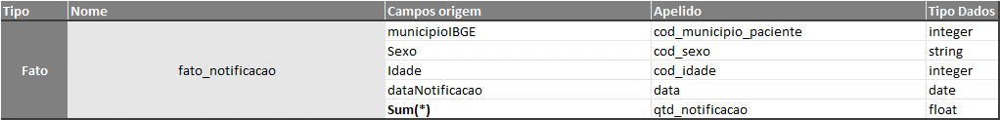 Tipo Nome Campos origem Apelido Tipo Dados
municipioIBGE cod_municipio_paciente integer
Sexo cod_sexo string
Fato fato_notificacao Idade cod_idade integer
dataNotificacao data date
Sum(*) qtd_notificacao float